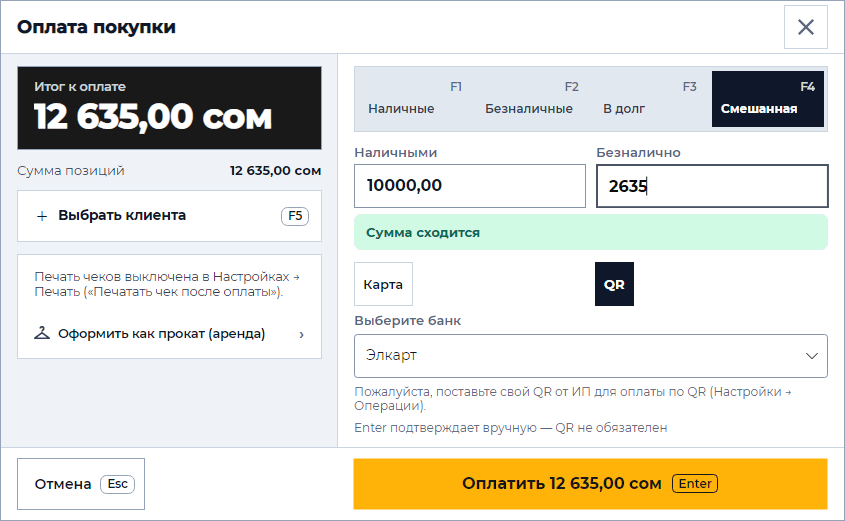 Оплата покупки
Итог к оплате
12 635,00 сом
Сумма позиций 12 635,00 сом
+ Выбрать клиента F5
Печать чеков выключена в Настройках →
Печать («Печатать чек после оплаты»).
Оформить как прокат (аренда) ›
F1 F2 F3 F4
Наличные Безналичные В долг Смешанная
Наличными Безналично
10000,00 2635
Сумма сходится
Карта QR
Выберите банк
Элкарт
Пожалуйста, поставьте свой QR от ИП для оплаты по QR (Настройки →
Операции).
Enter подтверждает вручную — QR не обязателен
Отмена Esc
Оплатить 12 635,00 сом Enter